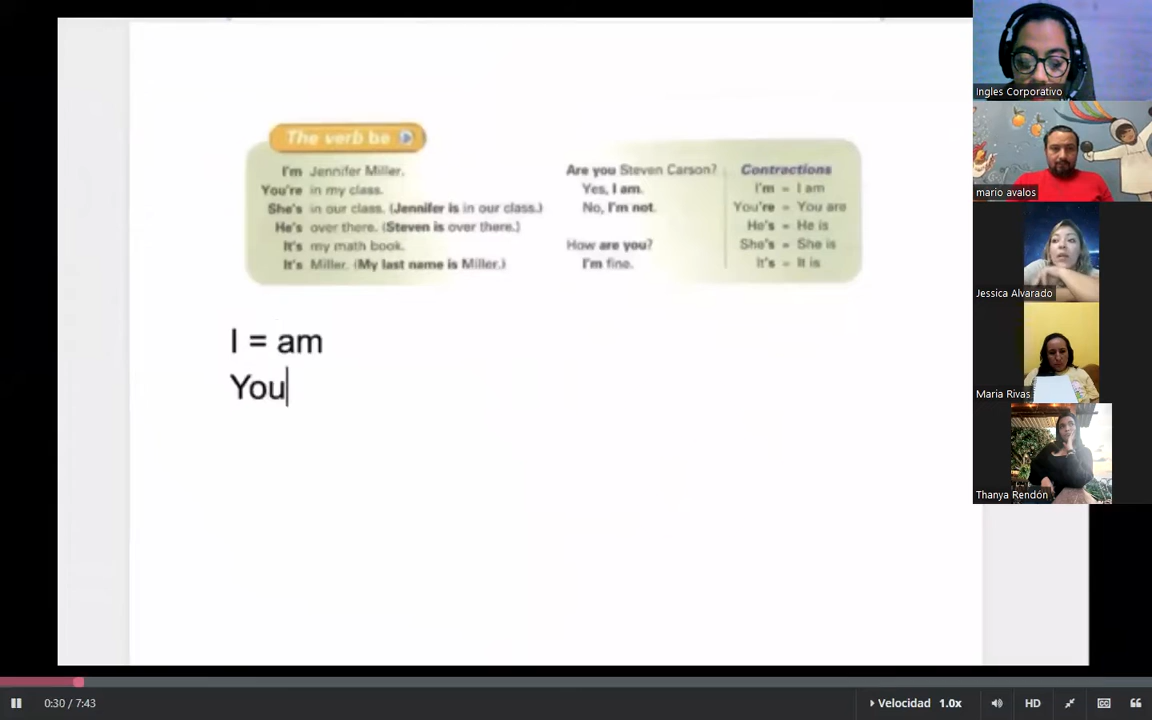 The verb be
I'm Jennifer Miller.
You're in my class.
She's in our class. (Jennifer is in our class.)
He's over there. (Steven is over there.)
It's my math book.
It's Miller. (My last name is Miller.)
Are you Steven Carson?
Yes, I am.
No, I'm not.
How are you?
I'm fine.
Contractions
I'm = I am
You're = You are
He's = He is
She's = She is
It's = It is
I = am
You
Ingles Corporativo
mario avalos
Jessica Alvarado
Maria Rivas
Thanya Rendón
0:30 / 7:43
Velocidad 1.0x
HD